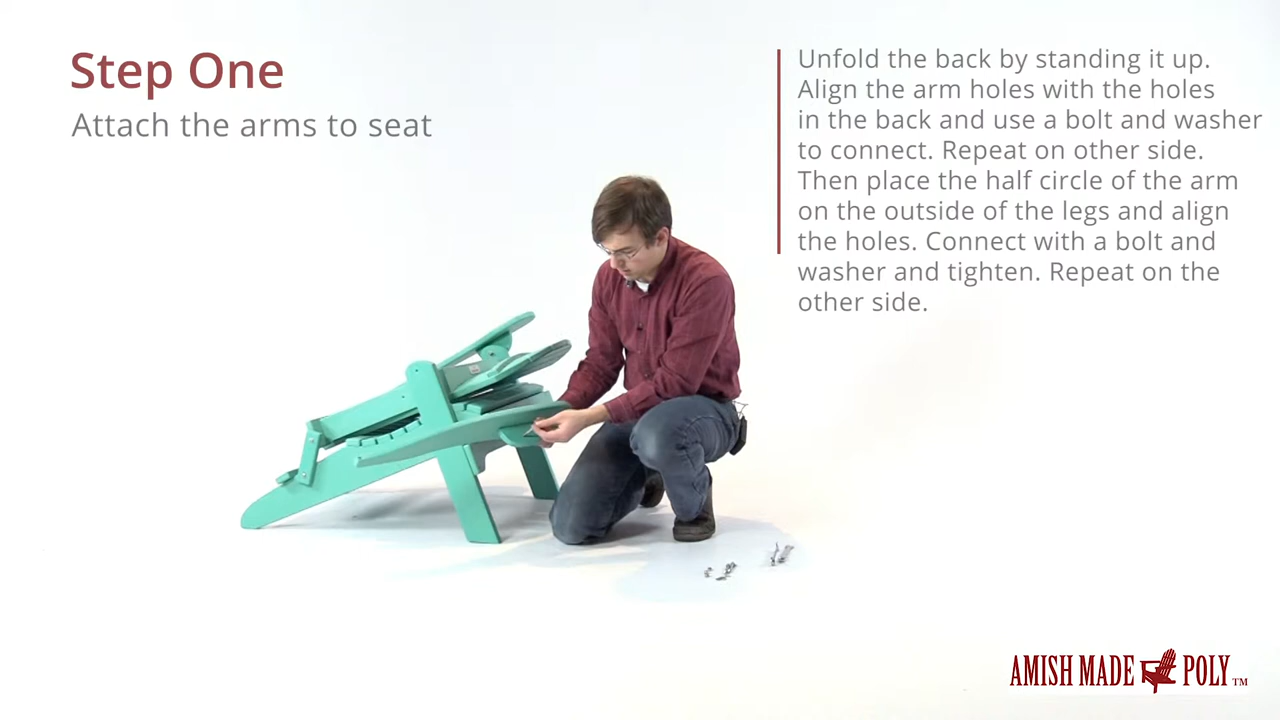 Step One
Attach the arms to seat
Unfold the back by standing it up.
Align the arm holes with the holes
in the back and use a bolt and washer
to connect. Repeat on other side.
Then place the half circle of the arm
on the outside of the legs and align
the holes. Connect with a bolt and
washer and tighten. Repeat on the
other side.
AMISH MADE POLY TM